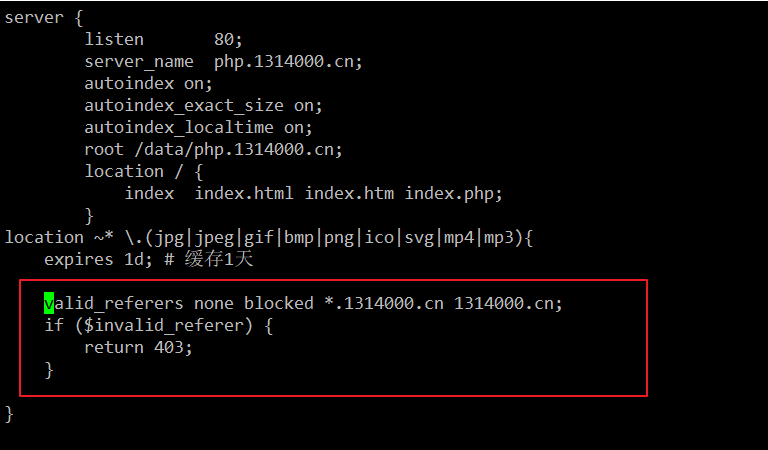 server {
listen 80;
server_name php.1314000.cn;
autoindex on;
autoindex_exact_size on;
autoindex_localtime on;
root /data/php.1314000.cn;
location / {
index index.html index.htm index.php;
}
location ~* \.(jpg|jpeg|gif|bmp|png|ico|svg|mp4|mp3){
expires 1d; # 缓存1天
valid_referers none blocked *.1314000.cn 1314000.cn;
if ($invalid_referer) {
return 403;
}
}